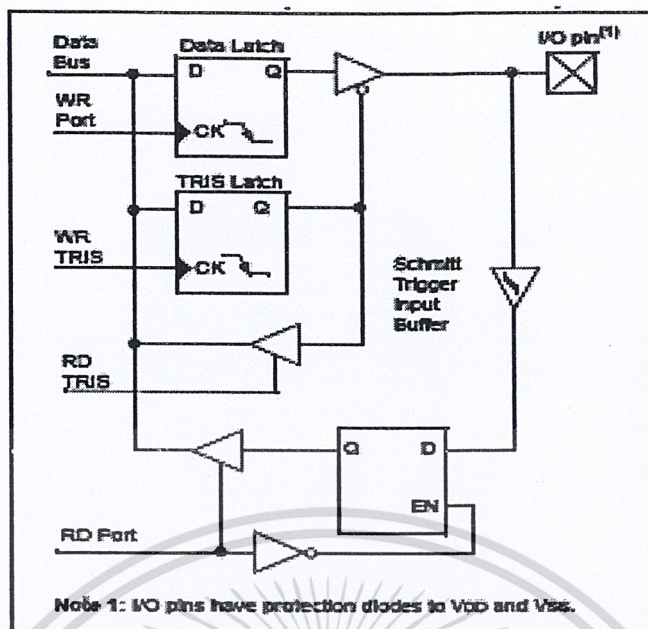 Data Bus
Data Latch
I/O pin(1)
D Q
WR Port
CK
TRIS Latch
D Q
WR TRIS
CK
Schmitt Trigger Input Buffer
RD TRIS
Q D
EN
RD Port
Note 1: I/O pins have protection diodes to VDD and VSS.